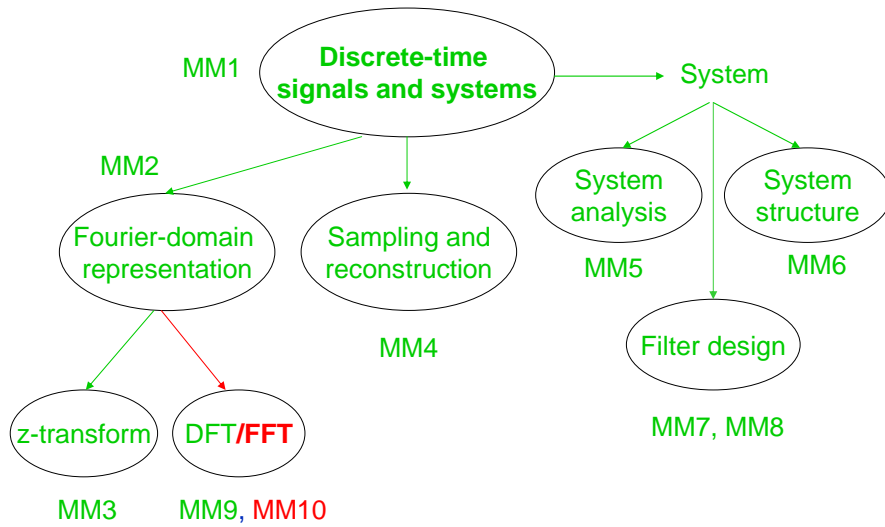 MM1
Discrete-time
signals and systems
System
MM2
Fourier-domain
representation
Sampling and
reconstruction
System
analysis
System
structure
MM5
MM6
MM4
Filter design
z-transform
DFT/FFT
MM7, MM8
MM3
MM9, MM10